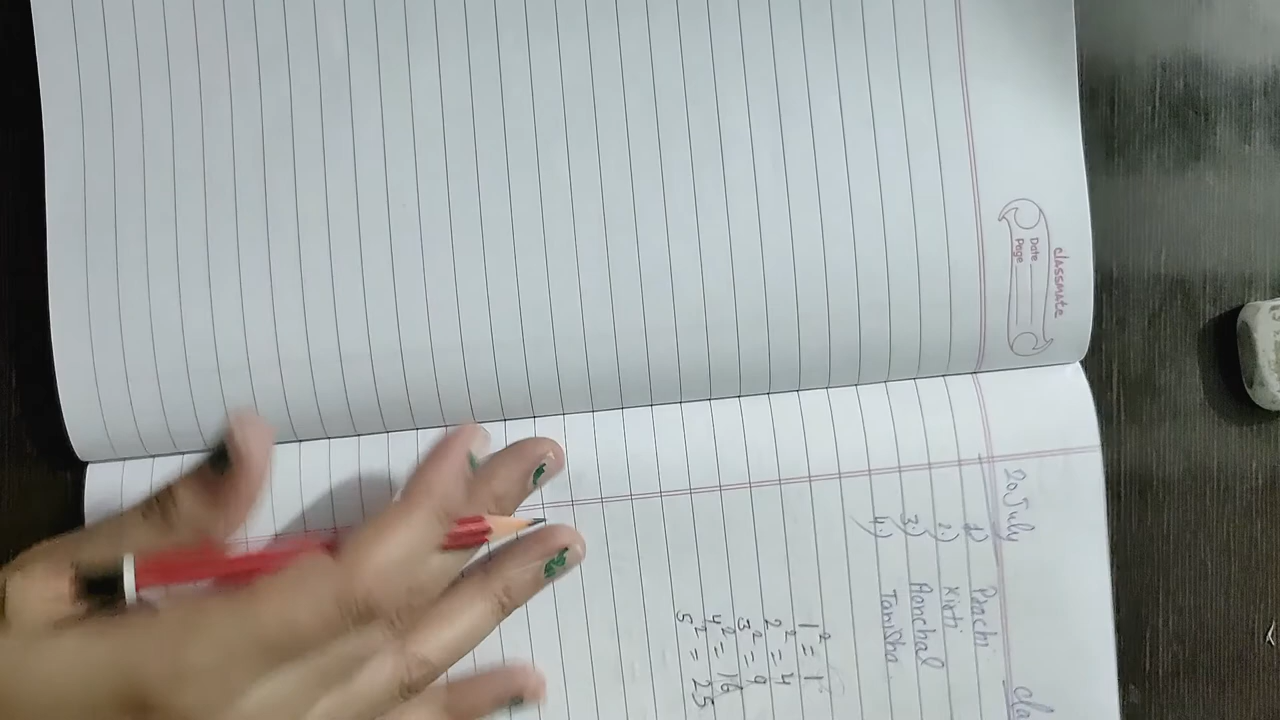 classmate
Date
Page
20 July
1) Prachi
2.) Kirti
3.) Aanchal
4.) Tanisha
1² = 1
2² = 4
3² = 9
4² = 16
5² = 25